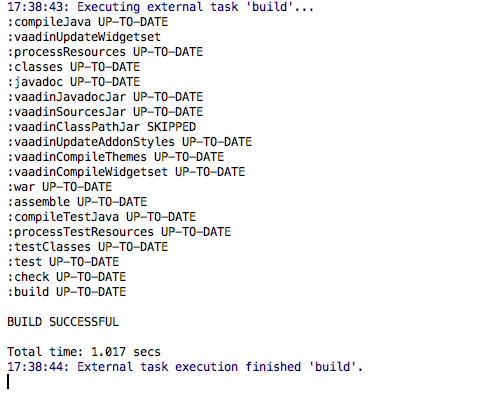 17:38:43: Executing external task 'build'...
:compileJava UP-TO-DATE
:vaadinUpdateWidgetset
:processResources UP-TO-DATE
:classes UP-TO-DATE
:javadoc UP-TO-DATE
:vaadinJavadocJar UP-TO-DATE
:vaadinSourcesJar UP-TO-DATE
:vaadinClassPathJar SKIPPED
:vaadinUpdateAddonStyles UP-TO-DATE
:vaadinCompileThemes UP-TO-DATE
:vaadinCompileWidgetset UP-TO-DATE
:war UP-TO-DATE
:assemble UP-TO-DATE
:compileTestJava UP-TO-DATE
:processTestResources UP-TO-DATE
:testClasses UP-TO-DATE
:test UP-TO-DATE
:check UP-TO-DATE
:build UP-TO-DATE
BUILD SUCCESSFUL
Total time: 1.017 secs
17:38:44: External task execution finished 'build'.